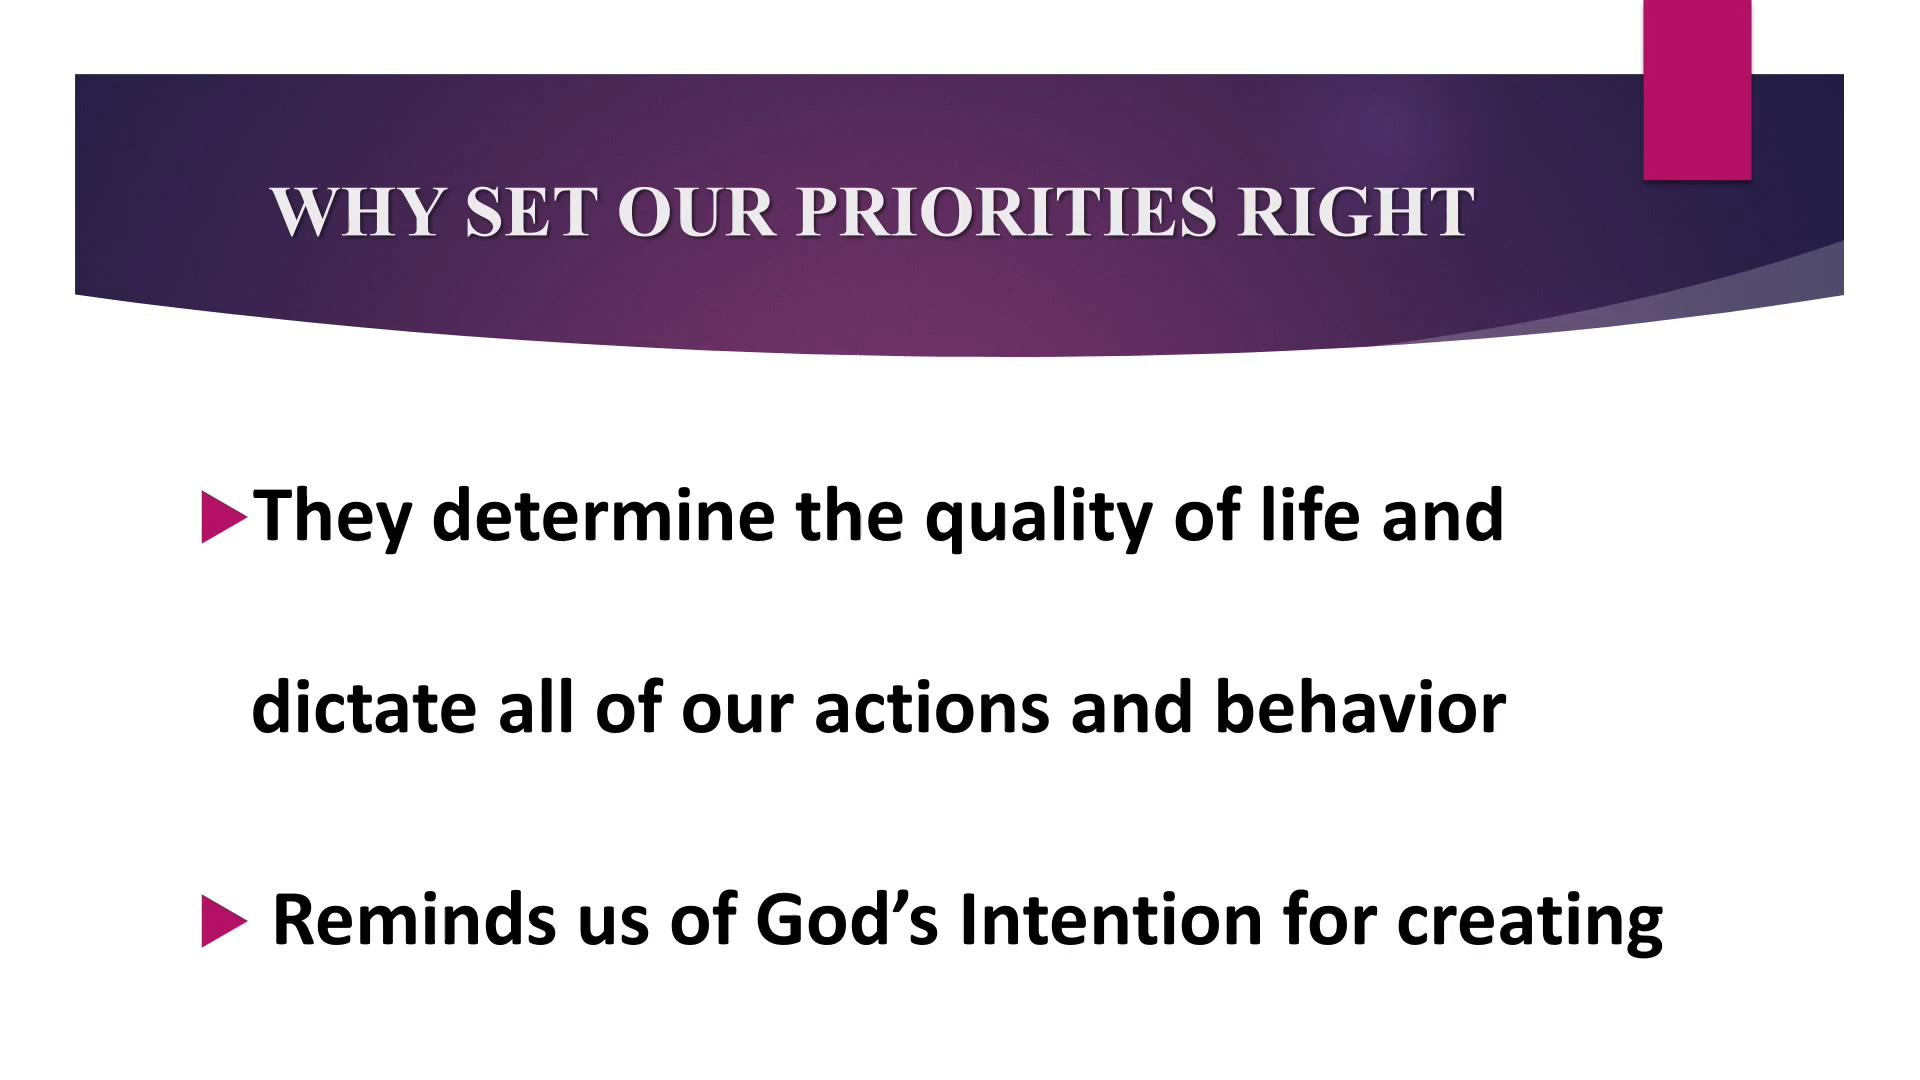 WHY SET OUR PRIORITIES RIGHT
They determine the quality of life and
dictate all of our actions and behavior
Reminds us of God’s Intention for creating